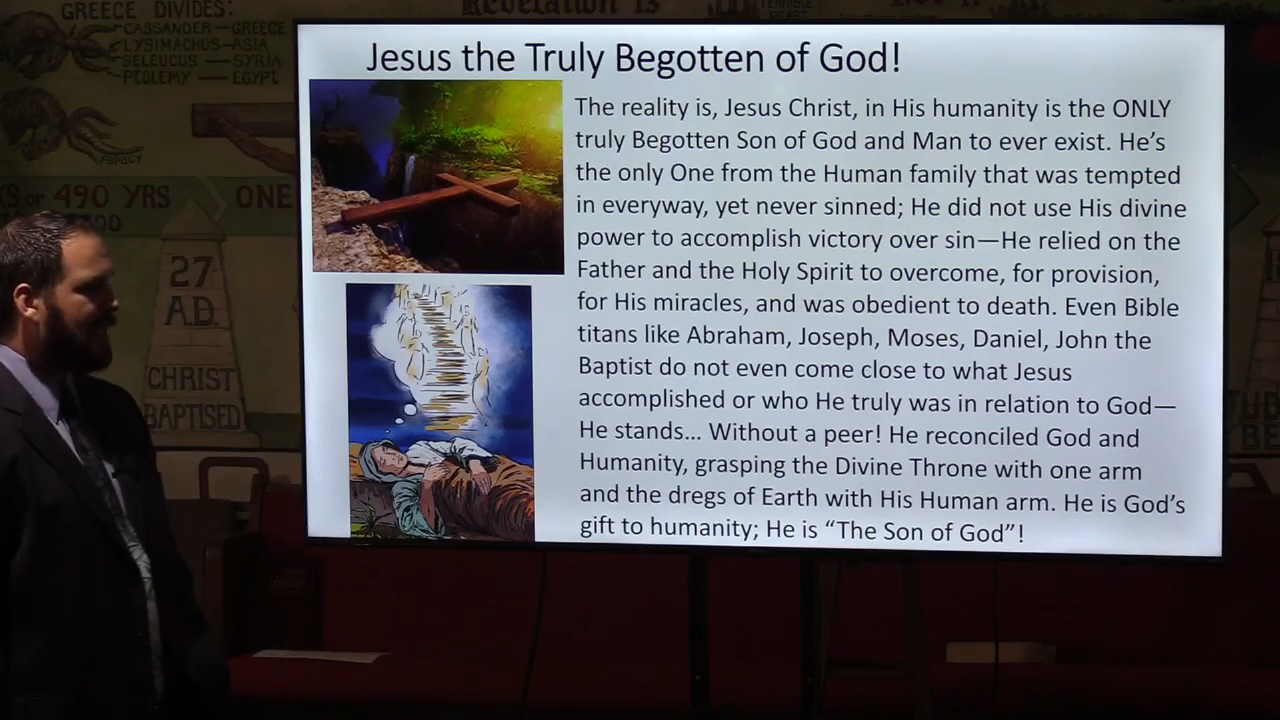 Revelation 13
GREECE DIVIDES:
CASSANDER — GREECE
LYSIMACHUS — ASIA
SELEUCUS — SYRIA
PTOLEMY — EGYPT
PAPACY
or 490 YRS
ONE
27
A.D.
CHRIST
BAPTISED
Jesus the Truly Begotten of God!
The reality is, Jesus Christ, in His humanity is the ONLY
truly Begotten Son of God and Man to ever exist. He's
the only One from the Human family that was tempted
in everyway, yet never sinned; He did not use His divine
power to accomplish victory over sin—He relied on the
Father and the Holy Spirit to overcome, for provision,
for His miracles, and was obedient to death. Even Bible
titans like Abraham, Joseph, Moses, Daniel, John the
Baptist do not even come close to what Jesus
accomplished or who He truly was in relation to God—
He stands... Without a peer! He reconciled God and
Humanity, grasping the Divine Throne with one arm
and the dregs of Earth with His Human arm. He is God's
gift to humanity; He is “The Son of God”!